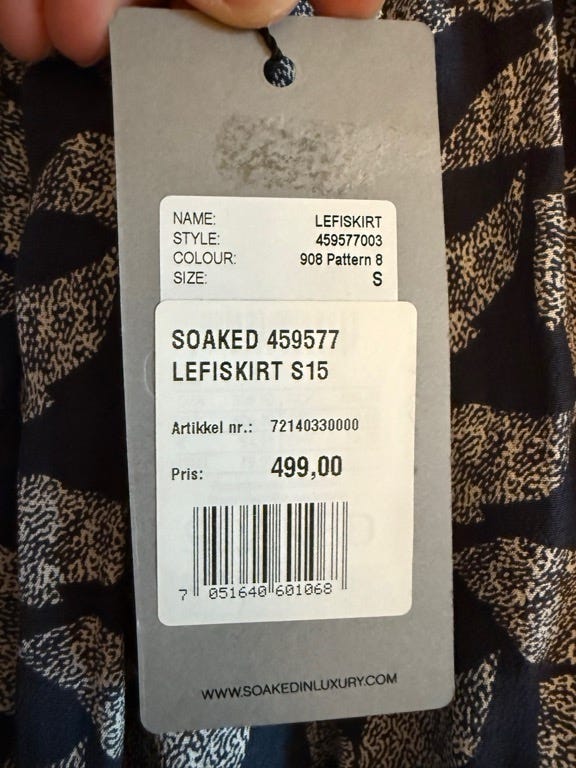 NAME: LEFISKIRT
STYLE: 459577003
COLOUR: 908 Pattern 8
SIZE: S
SOAKED 459577
LEFISKIRT S15
Artikkel nr.: 72140330000
Pris: 499,00
7 051640 601068
WWW.SOAKEDINLUXURY.COM